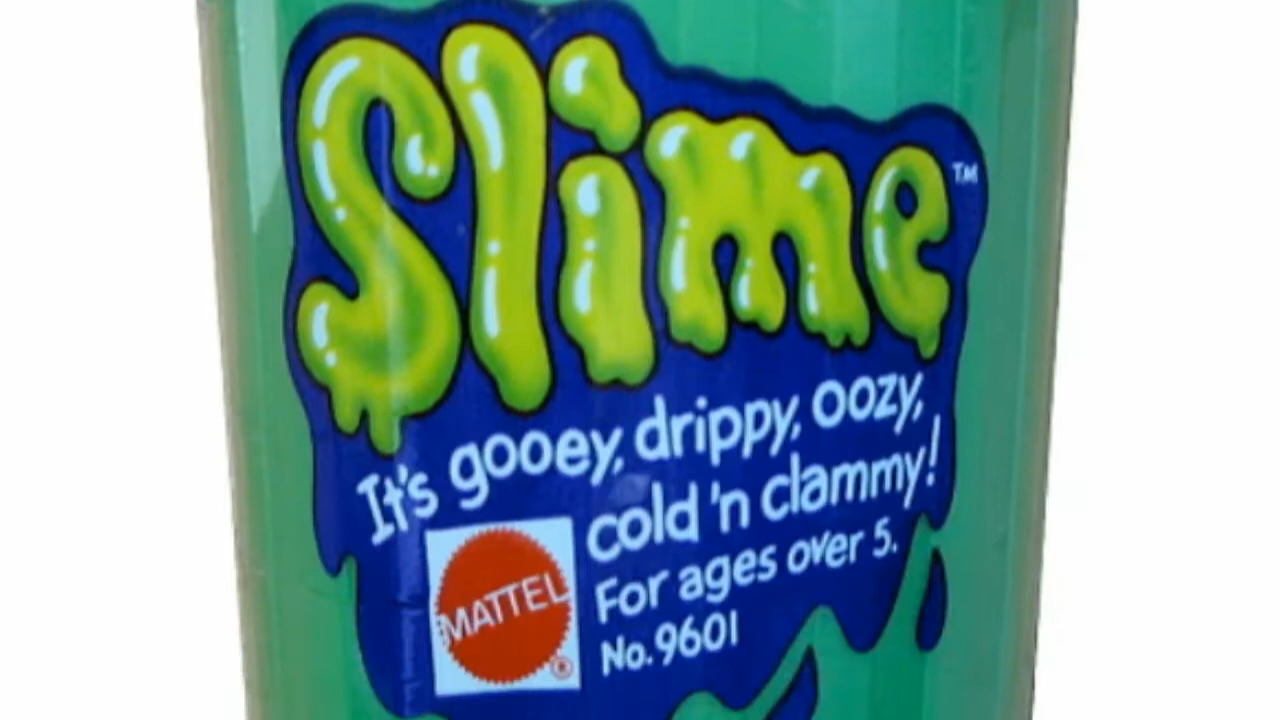 Slime™
It's gooey, drippy, oozy,
cold 'n clammy!
For ages over 5.
No. 9601
MATTEL®